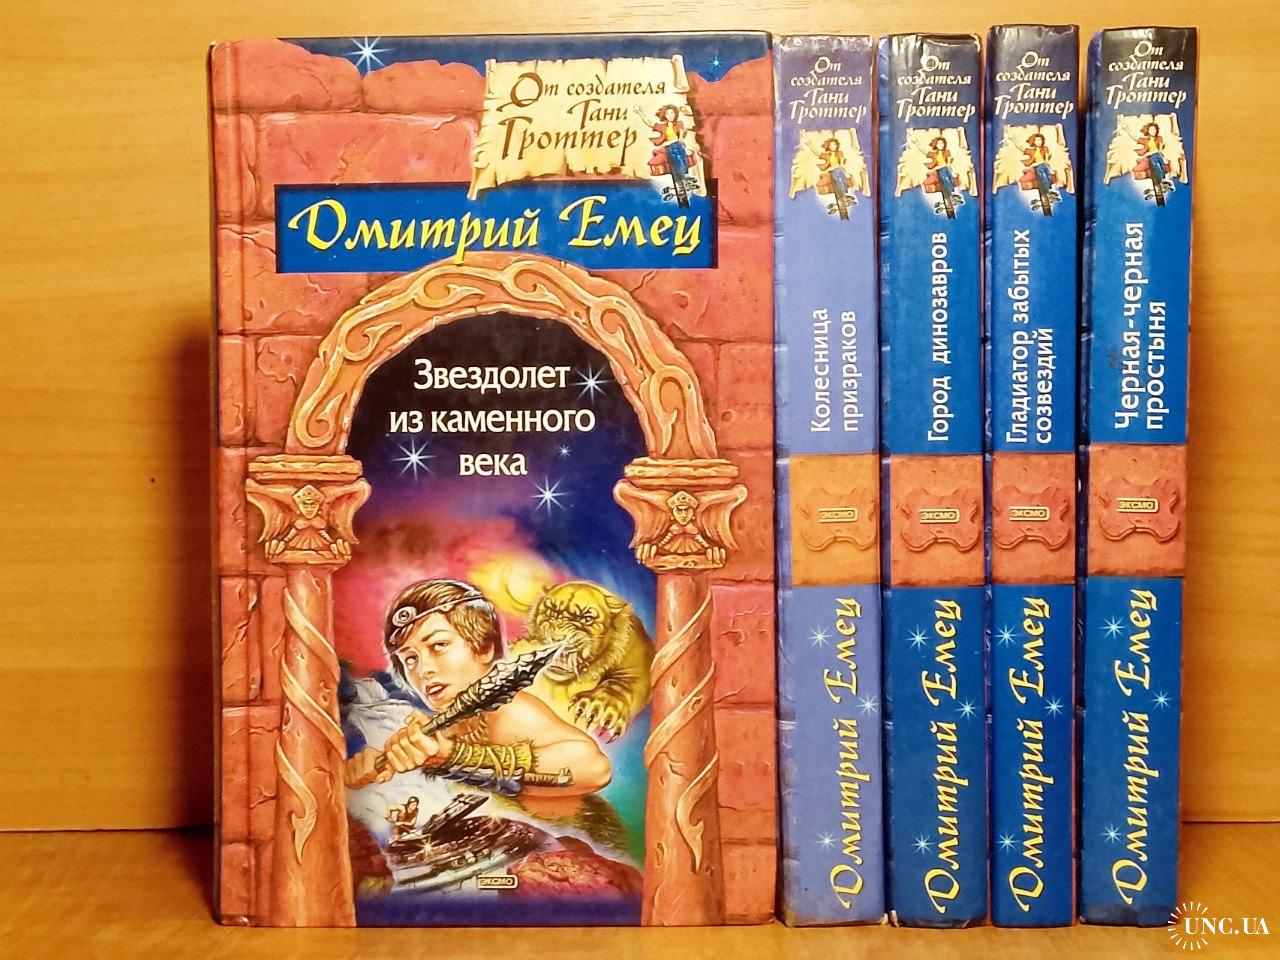 От создателя
Тани
Гроттер
Дмитрий Емец
Звездолет
из каменного
века
ЭКСМО
От
создателя
Тани
Гроттер
Колесница
призраков
ЭКСМО
Дмитрий Емец
От
создателя
Тани
Гроттер
Город динозавров
ЭКСМО
Дмитрий Емец
От
создателя
Тани
Гроттер
Гладиатор забытых
созвездий
ЭКСМО
Дмитрий Емец
От
создателя
Тани
Гроттер
Черная-черная
простыня
ЭКСМО
Дмитрий Емец
UNC.UA